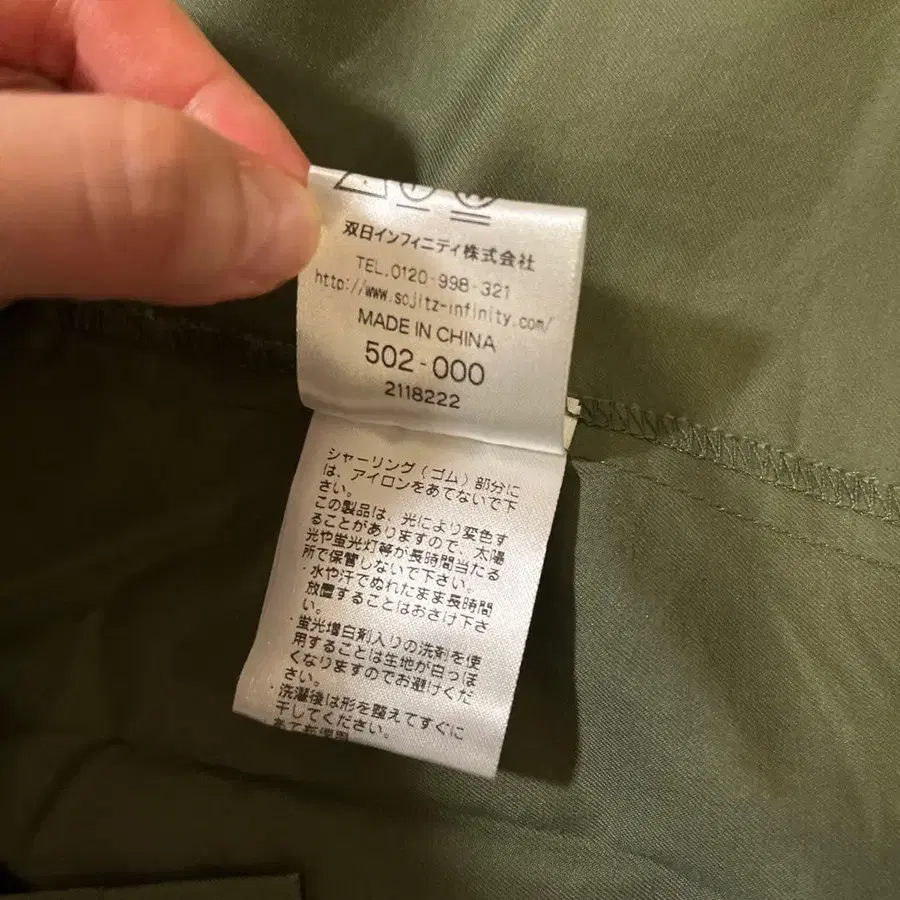 双日インフィニティ株式会社
TEL.0120-998-321
http://www.sojitz-infinity.com/
MADE IN CHINA
502-000
2118222
シャーリング(ゴム)部分に
は、アイロンをあてないで下
さい。
この製品は、光により変色す
ることがありますので、太陽
光や蛍光灯等が長時間当たる
所で保管しないで下さい。
・水や汗でぬれたまま長時間
放置することはおさけ下さ
い。
・蛍光増白剤入りの洗剤を使
用することは生地が白っぽ
くなりますのでお避けくだ
さい。
・洗濯後は形を整えてすぐに
干してください。